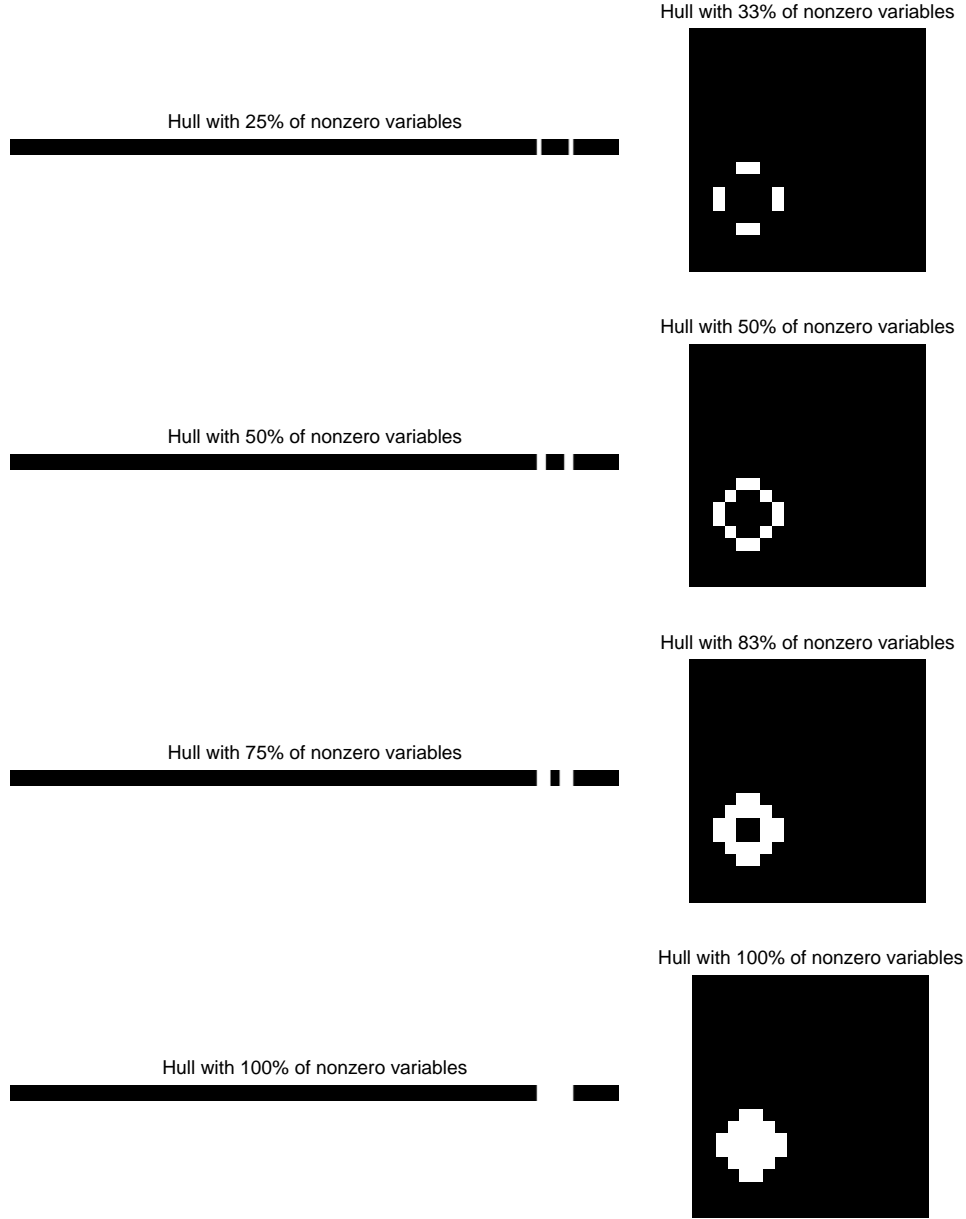 Hull with 33% of nonzero variables
Hull with 25% of nonzero variables
Hull with 50% of nonzero variables
Hull with 50% of nonzero variables
Hull with 83% of nonzero variables
Hull with 75% of nonzero variables
Hull with 100% of nonzero variables
Hull with 100% of nonzero variables